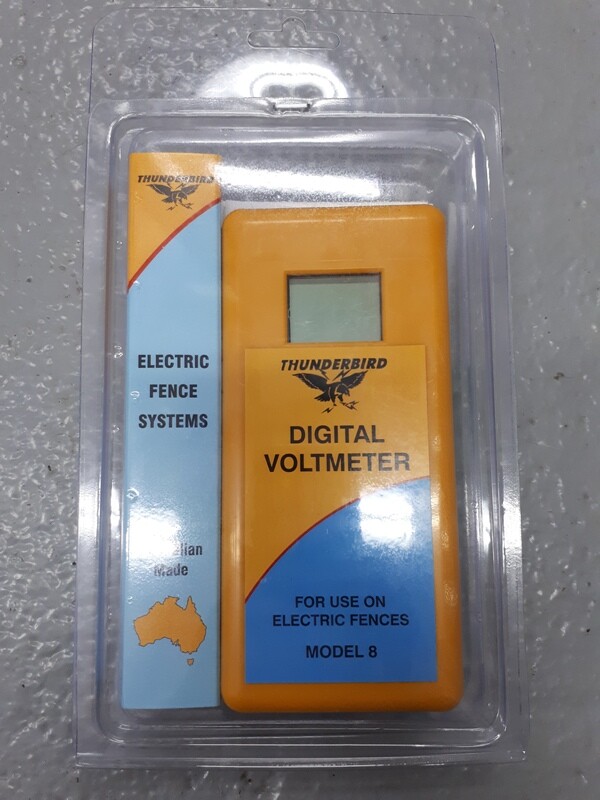 THUNDERBIRD
ELECTRIC
FENCE
SYSTEMS
Made
THUNDERBIRD
DIGITAL
VOLTMETER
FOR USE ON
ELECTRIC FENCES
MODEL 8